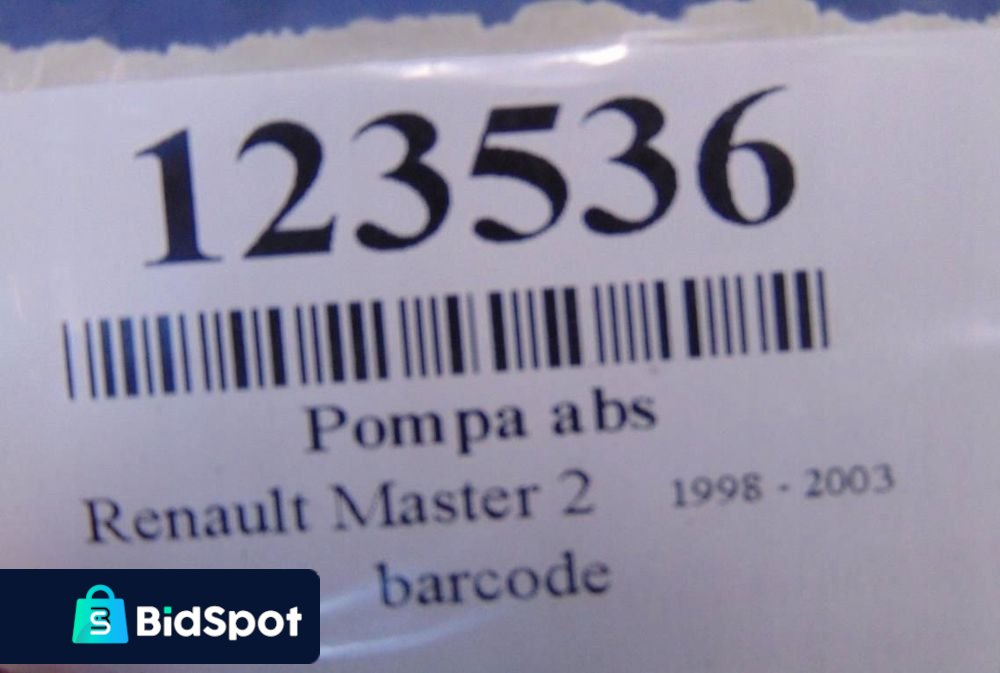 123536
Pompa abs
Renault Master 2 1998 - 2003
barcode
BidSpot